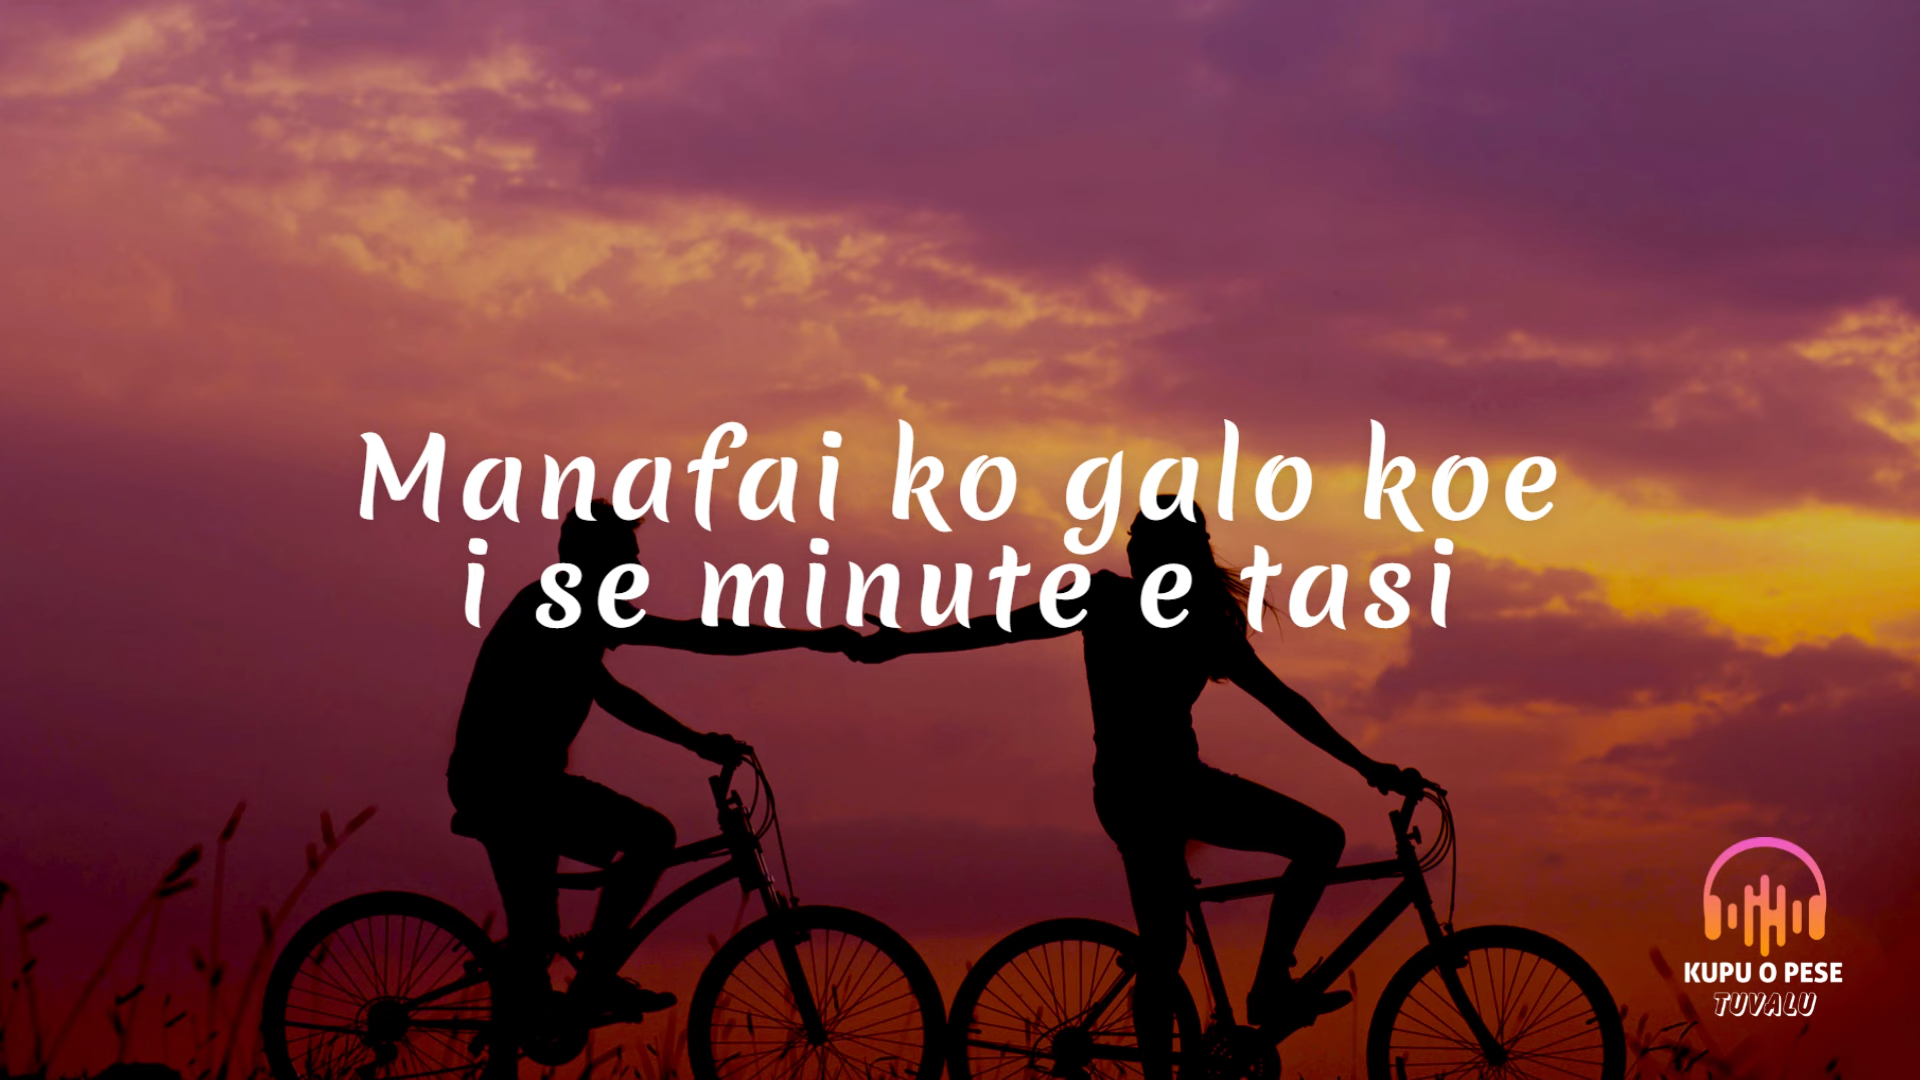 Manafai ko galo koe
i se minute e tasi
KUPU O PESE
TUVALU